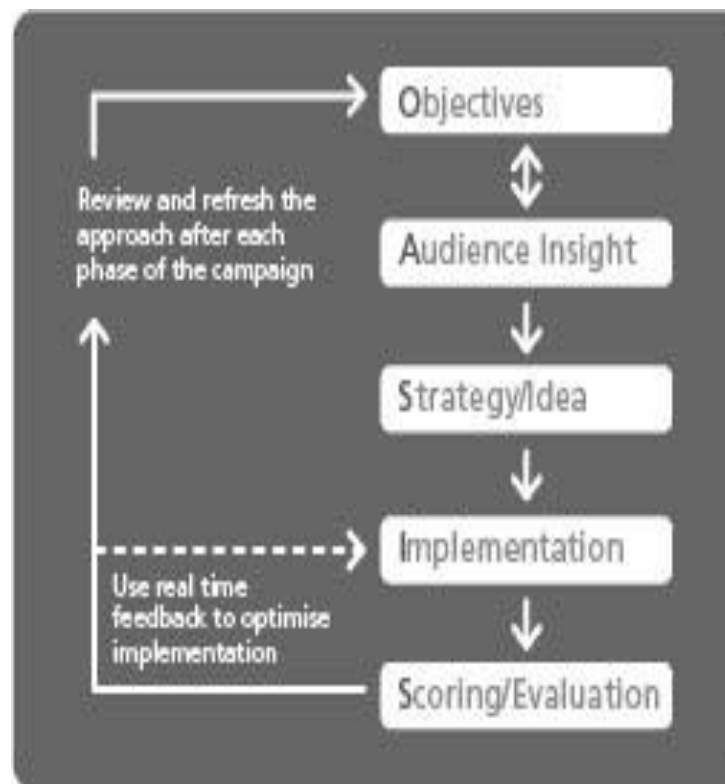 Objectives
Review and refresh the
approach after each
phase of the campaign
Audience Insight
Strategy/Idea
Implementation
Use real time
feedback to optimise
implementation
Scoring/Evaluation